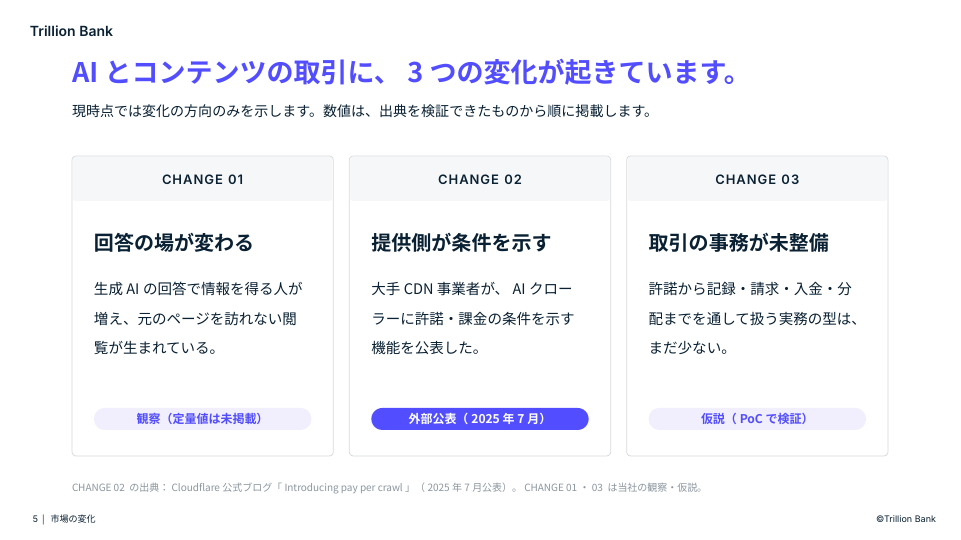 Trillion Bank
AI とコンテンツの取引に、 3 つの変化が起きています。
現時点では変化の方向のみを示します。数値は、出典を検証できたものから順に掲載します。
CHANGE 01
回答の場が変わる
生成 AI の回答で情報を得る人が
増え、元のページを訪れない閲
覧が生まれている。
観察（定量値は未掲載）
CHANGE 02
提供側が条件を示す
大手 CDN 事業者が、 AI クロー
ラーに許諾・課金の条件を示す
機能を公表した。
外部公表（ 2025 年 7 月）
CHANGE 03
取引の事務が未整備
許諾から記録・請求・入金・分
配までを通して扱う実務の型は、
まだ少ない。
仮説（ PoC で検証）
CHANGE 02 の出典： Cloudflare 公式ブログ「 Introducing pay per crawl 」（ 2025 年 7 月公表）。 CHANGE 01 ・ 03 は当社の観察・仮説。
5｜ 市場の変化
©Trillion Bank